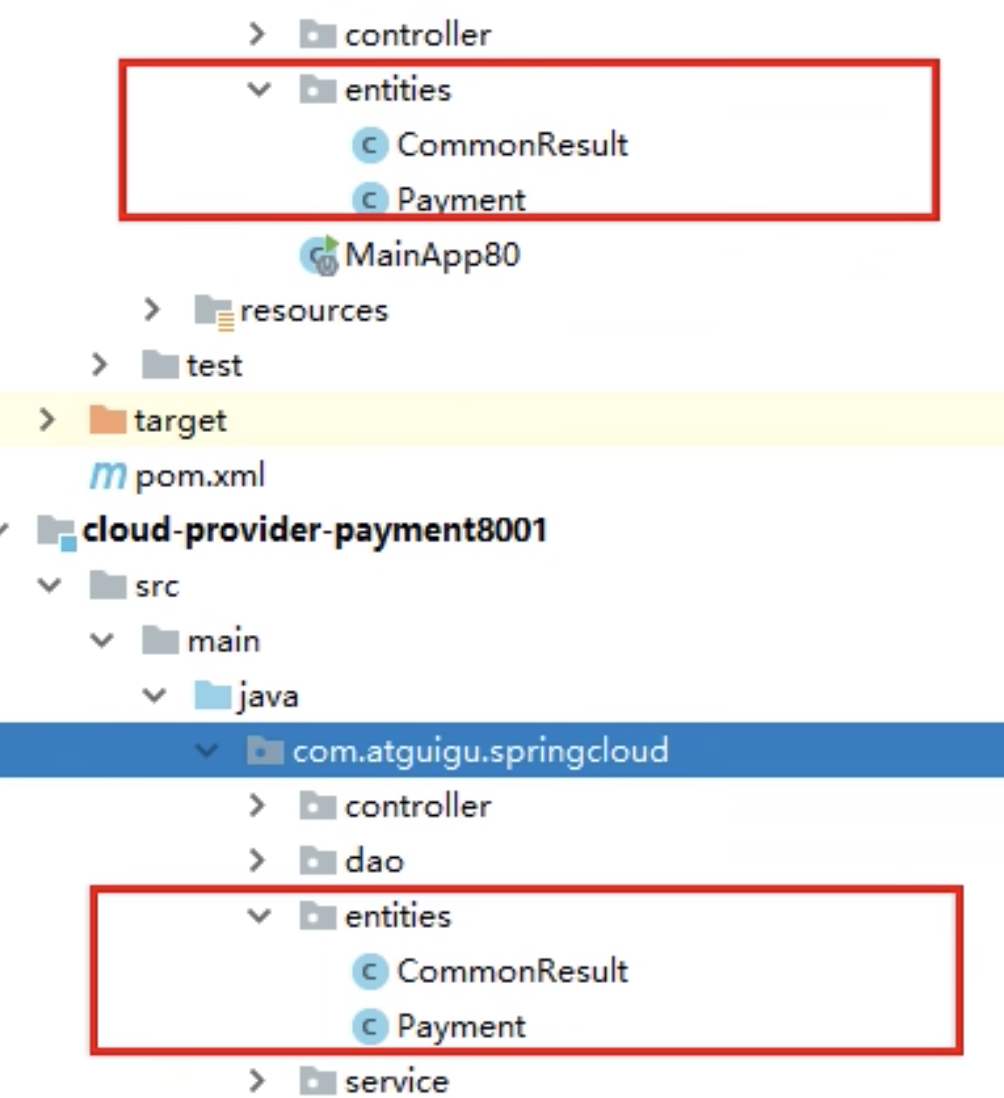 controller
entities
CommonResult
Payment
MainApp80
resources
test
target
pom.xml
cloud-provider-payment8001
src
main
java
com.atguigu.springcloud
controller
dao
entities
CommonResult
Payment
service